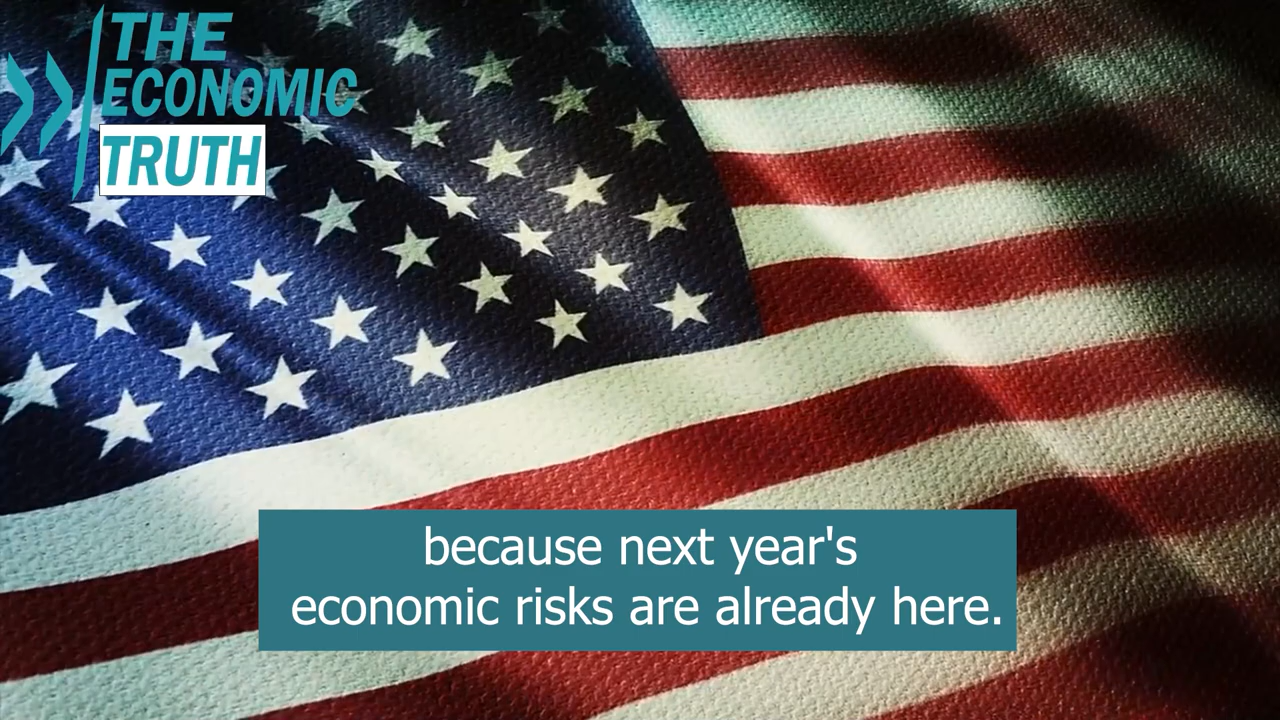 THE
ECONOMIC
TRUTH
because next year's
economic risks are already here.